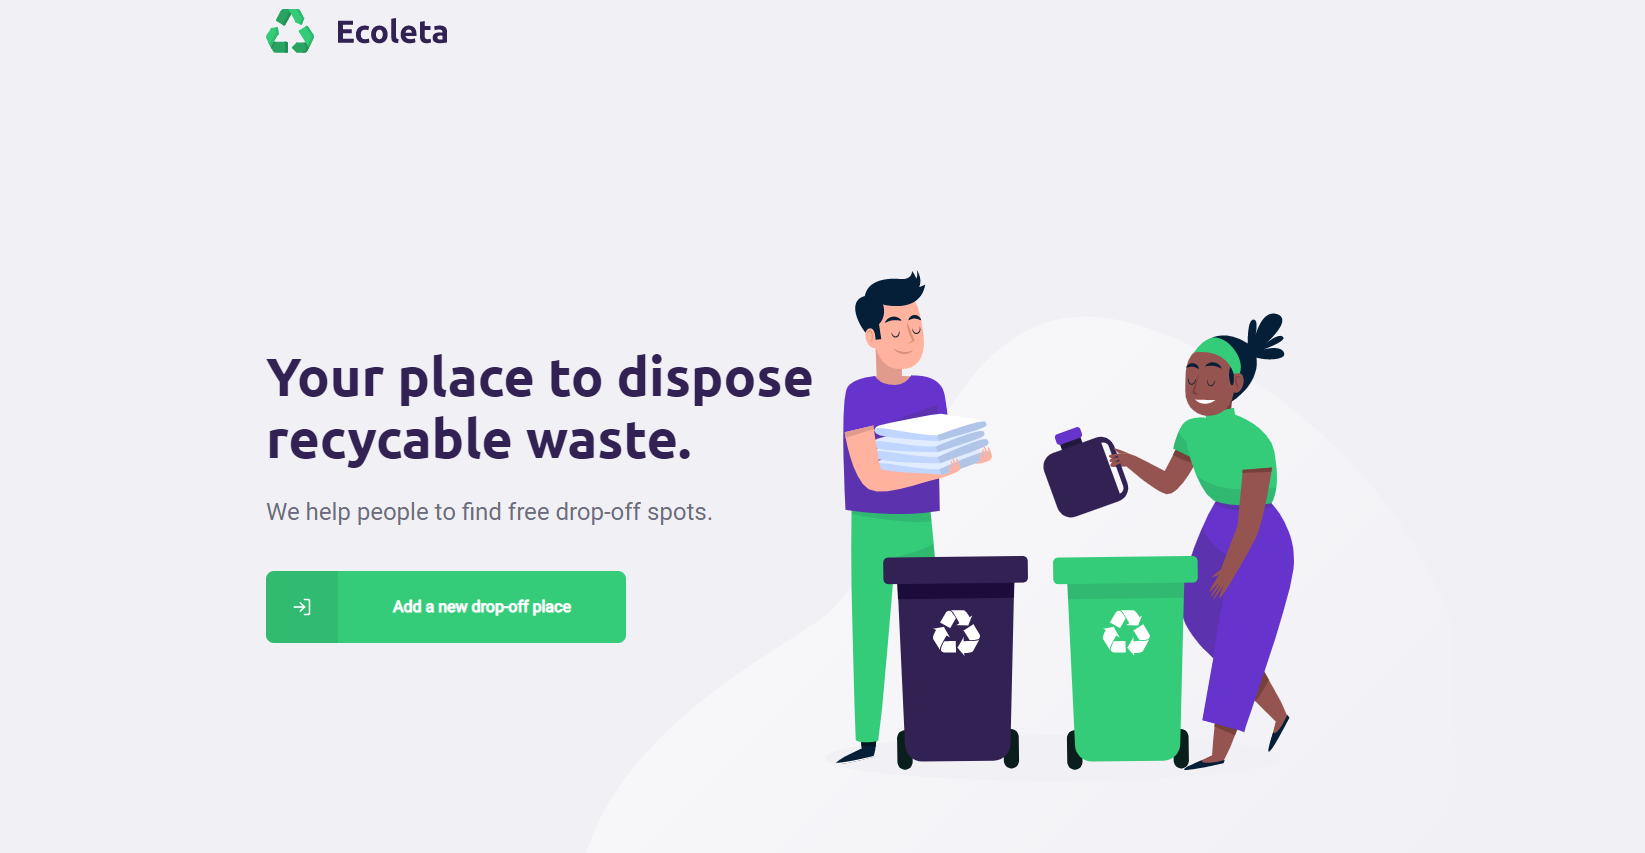 Ecoleta
Your place to dispose
recycable waste.
We help people to find free drop-off spots.
Add a new drop-off place